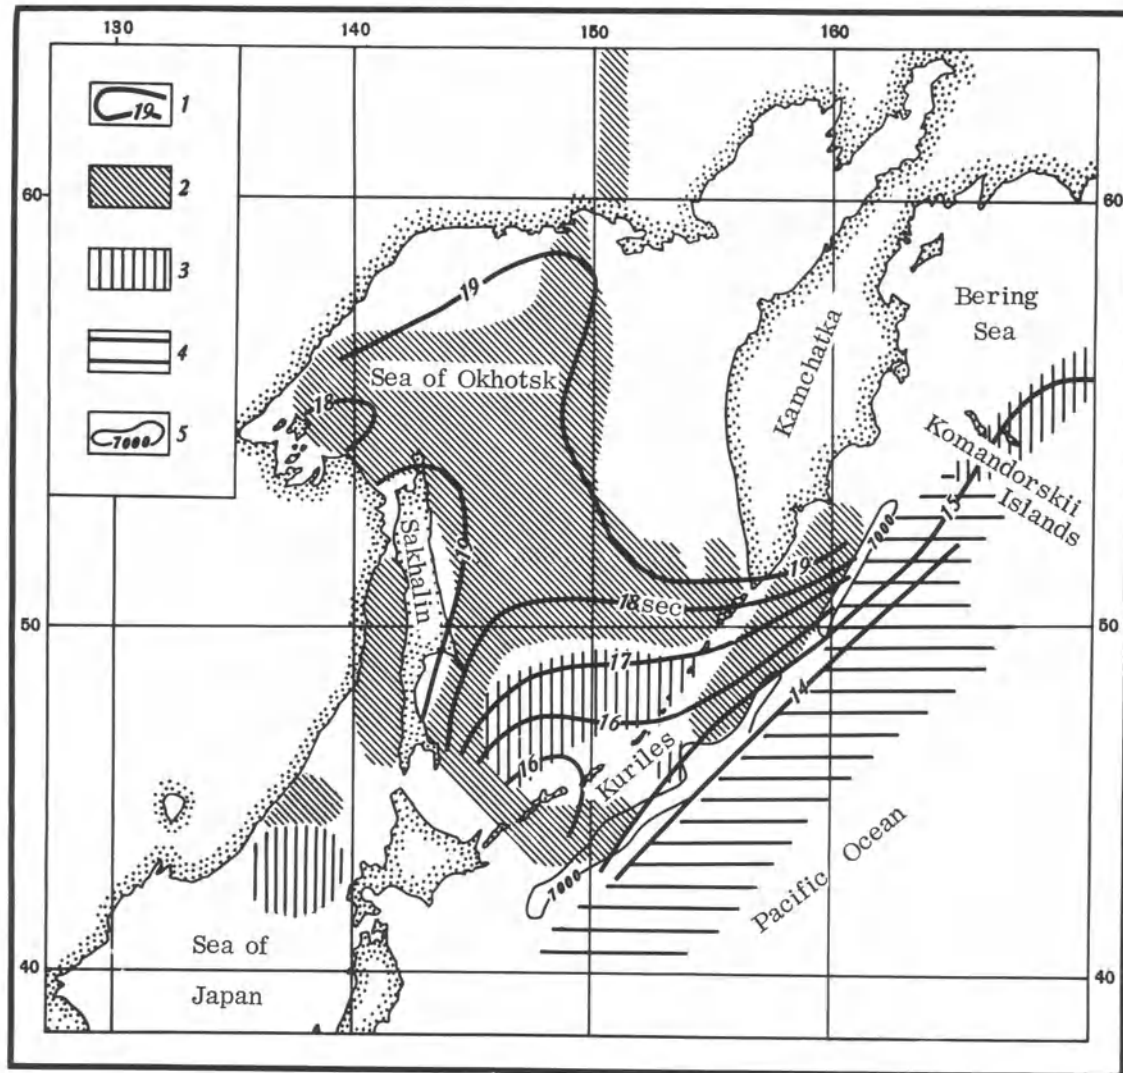 130
140
150
160
19
1
2
3
4
7000
5
60
60
19
Bering
Sea
Sea of Okhotsk
Kamchatka
18
Komandorskii
Islands
15
7000
Sakhalin
19
19
18 sec
50
50
17
16
14
16
Kuriles
7000
Pacific Ocean
Sea of
Japan
40
40